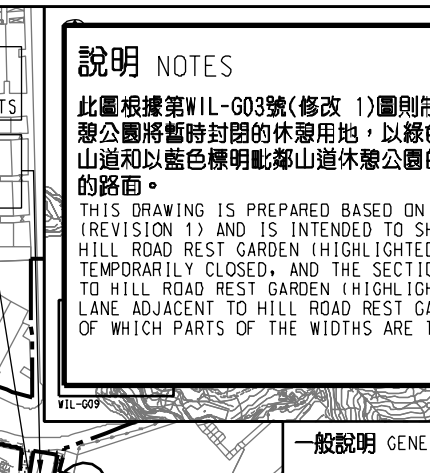 TS
說明 NOTES
此圖根據第WIL-G03號(修改 1)圖則制
憩公園將暫時封閉的休憩用地，以綠色
山道和以藍色標明毗鄰山道休憩公園的
的路面。
THIS DRAWING IS PREPARED BASED ON
(REVISION 1) AND IS INTENDED TO SH
HILL ROAD REST GARDEN (HIGHLIGHTED
TEMPORARILY CLOSED, AND THE SECTIO
TO HILL ROAD REST GARDEN (HIGHLIGH
LANE ADJACENT TO HILL ROAD REST GA
OF WHICH PARTS OF THE WIDTHS ARE T
WIL-G09
一般說明 GENE